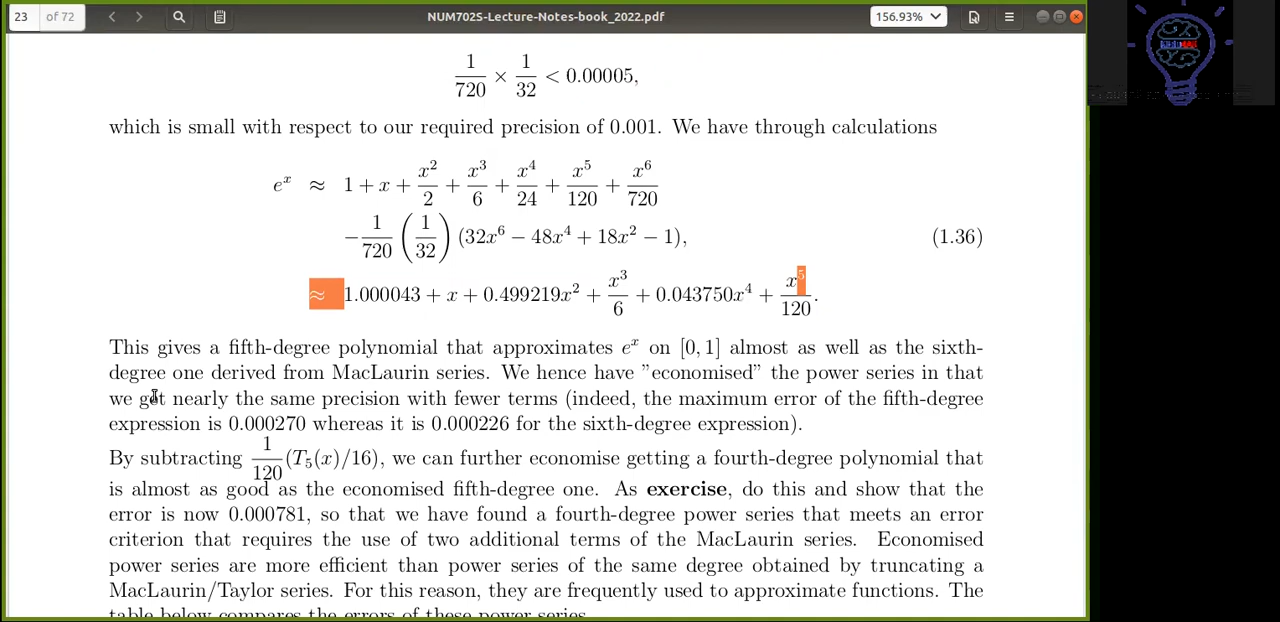 23 of 72
NUM702S-Lecture-Notes-book_2022.pdf
156.93%
1/720 × 1/32 < 0.00005,
which is small with respect to our required precision of 0.001. We have through calculations
e^x ≈ 1 + x + x^2/2 + x^3/6 + x^4/24 + x^5/120 + x^6/720
−1/720 (1/32) (32x^6 − 48x^4 + 18x^2 − 1), (1.36)
≈ 1.000043 + x + 0.499219x^2 + x^3/6 + 0.043750x^4 + x^5/120.
This gives a fifth-degree polynomial that approximates e^x on [0, 1] almost as well as the sixth-
degree one derived from MacLaurin series. We hence have ”economised” the power series in that
we get nearly the same precision with fewer terms (indeed, the maximum error of the fifth-degree
expression is 0.000270 whereas it is 0.000226 for the sixth-degree expression).
By subtracting 1/120 (T_5(x)/16), we can further economise getting a fourth-degree polynomial that
is almost as good as the economised fifth-degree one. As exercise, do this and show that the
error is now 0.000781, so that we have found a fourth-degree power series that meets an error
criterion that requires the use of two additional terms of the MacLaurin series. Economised
power series are more efficient than power series of the same degree obtained by truncating a
MacLaurin/Taylor series. For this reason, they are frequently used to approximate functions. The
table below compares the errors of these power series.